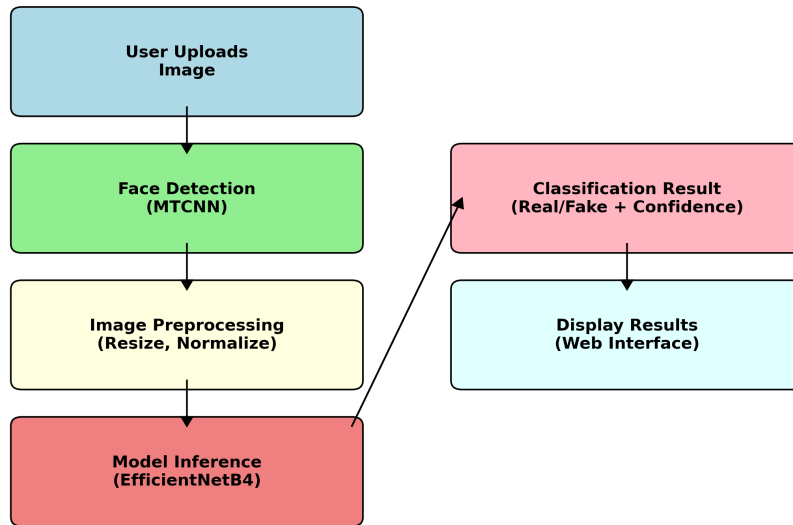 User Uploads
Image
Face Detection
(MTCNN)
Image Preprocessing
(Resize, Normalize)
Model Inference
(EfficientNetB4)
Classification Result
(Real/Fake + Confidence)
Display Results
(Web Interface)